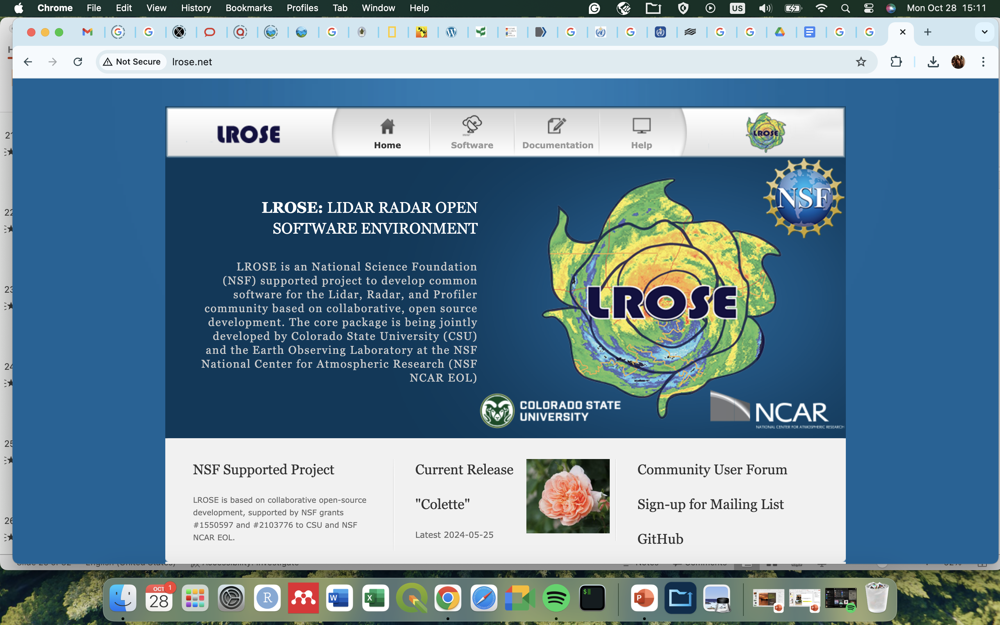 Chrome File Edit View History Bookmarks Profiles Tab Window Help
US Mon Oct 28 15:11
Not Secure lrose.net
LROSE
Home Software Documentation Help
LROSE
NSF
LROSE: LIDAR RADAR OPEN
SOFTWARE ENVIRONMENT
LROSE is an National Science Foundation
(NSF) supported project to develop common
software for the Lidar, Radar, and Profiler
community based on collaborative, open source
development. The core package is being jointly
developed by Colorado State University (CSU)
and the Earth Observing Laboratory at the NSF
National Center for Atmospheric Research (NSF
NCAR EOL)
LROSE
COLORADO STATE
UNIVERSITY
NCAR
NATIONAL CENTER FOR ATMOSPHERIC RESEARCH
NSF Supported Project
LROSE is based on collaborative open-source
development, supported by NSF grants
#1550597 and #2103776 to CSU and NSF
NCAR EOL.
Current Release
"Colette"
Latest 2024-05-25
Community User Forum
Sign-up for Mailing List
GitHub
22
23
24
25
26
OCT 1
28
R
W
X
$
P